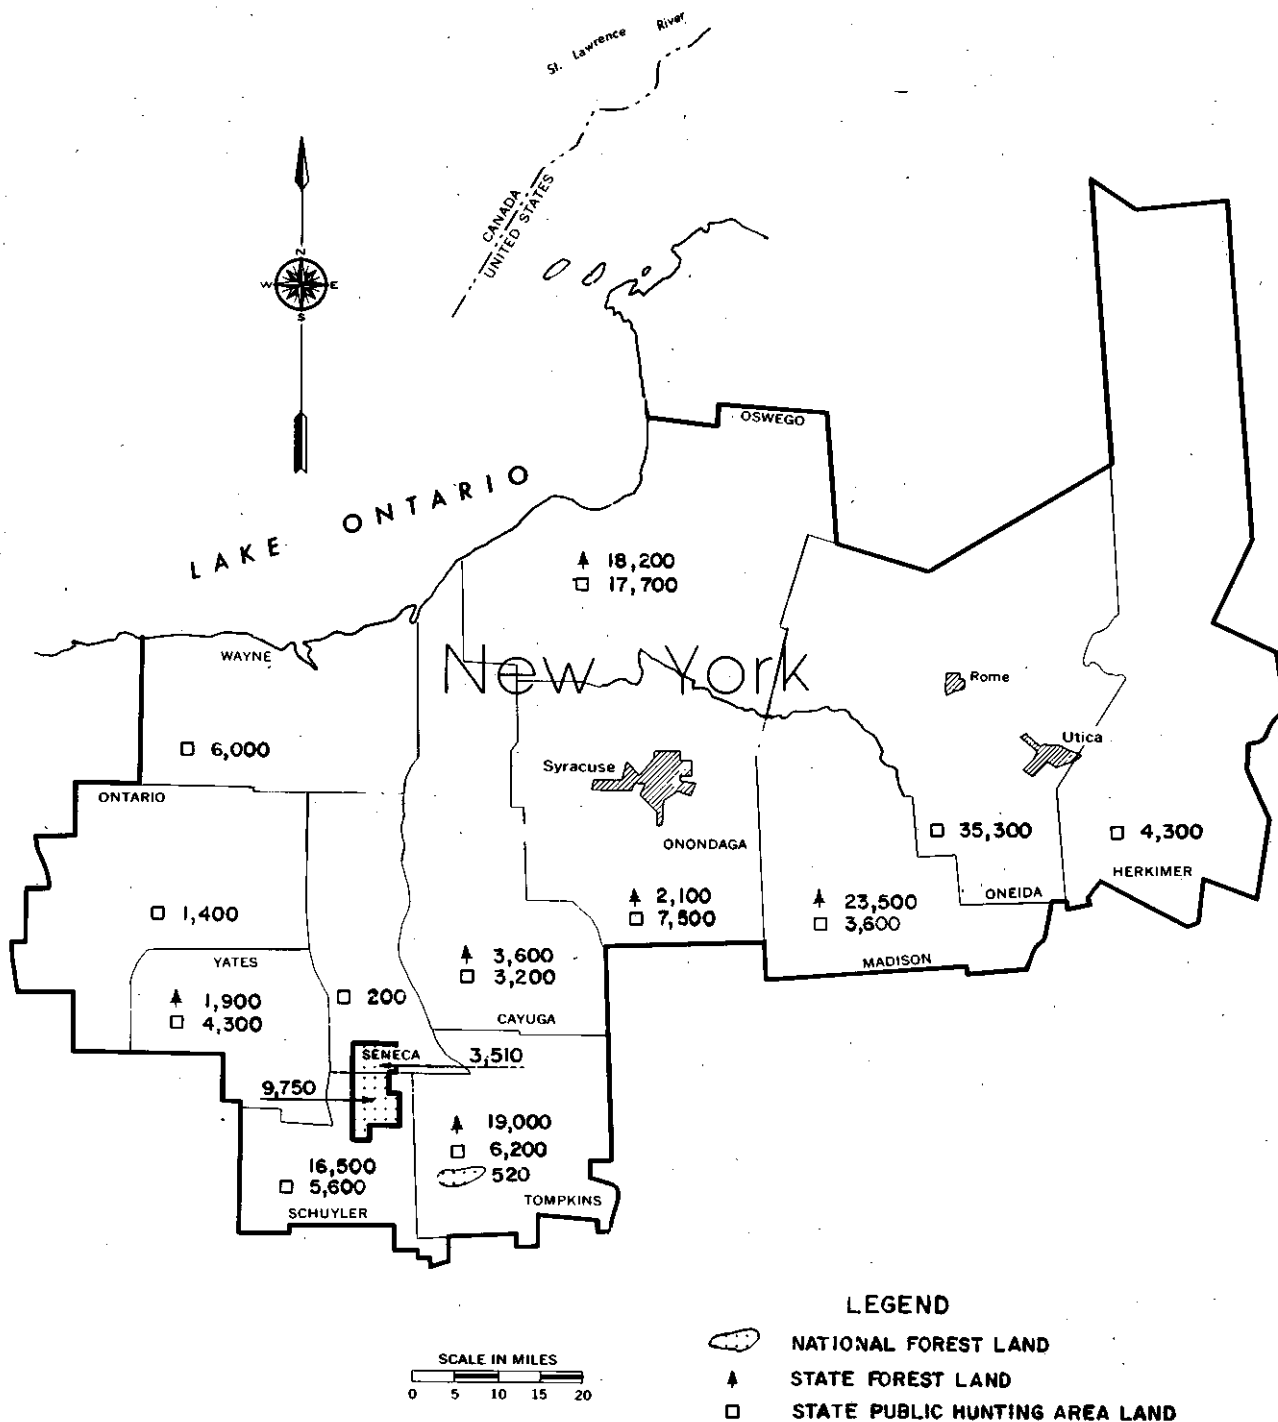 St. Lawrence River
CANADA
UNITED STATES
N
W E
S
OSWEGO
LAKE ONTARIO
18,200
17,700
WAYNE
New York
Rome
Utica
6,000
Syracuse
ONTARIO
35,300
4,300
ONONDAGA
HERKIMER
ONEIDA
2,100
7,500
23,500
3,600
1,400
MADISON
3,600
3,200
YATES
1,900
4,300
200
CAYUGA
SENECA
3,510
9,750
19,000
6,200
520
16,500
5,600
TOMPKINS
SCHUYLER
LEGEND
NATIONAL FOREST LAND
STATE FOREST LAND
STATE PUBLIC HUNTING AREA LAND
SCALE IN MILES
0 5 10 15 20